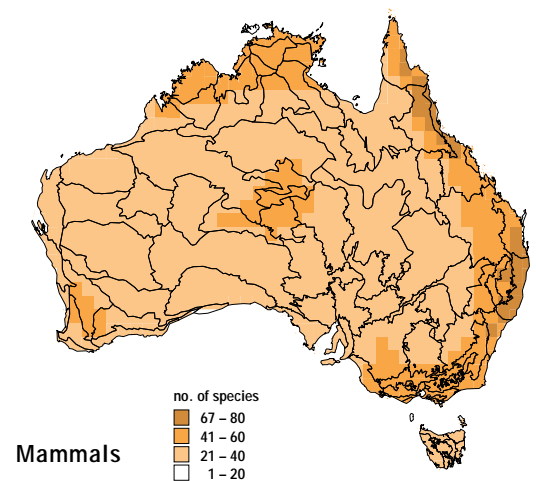 no. of species
67 – 80
41 – 60
21 – 40
1 – 20
Mammals